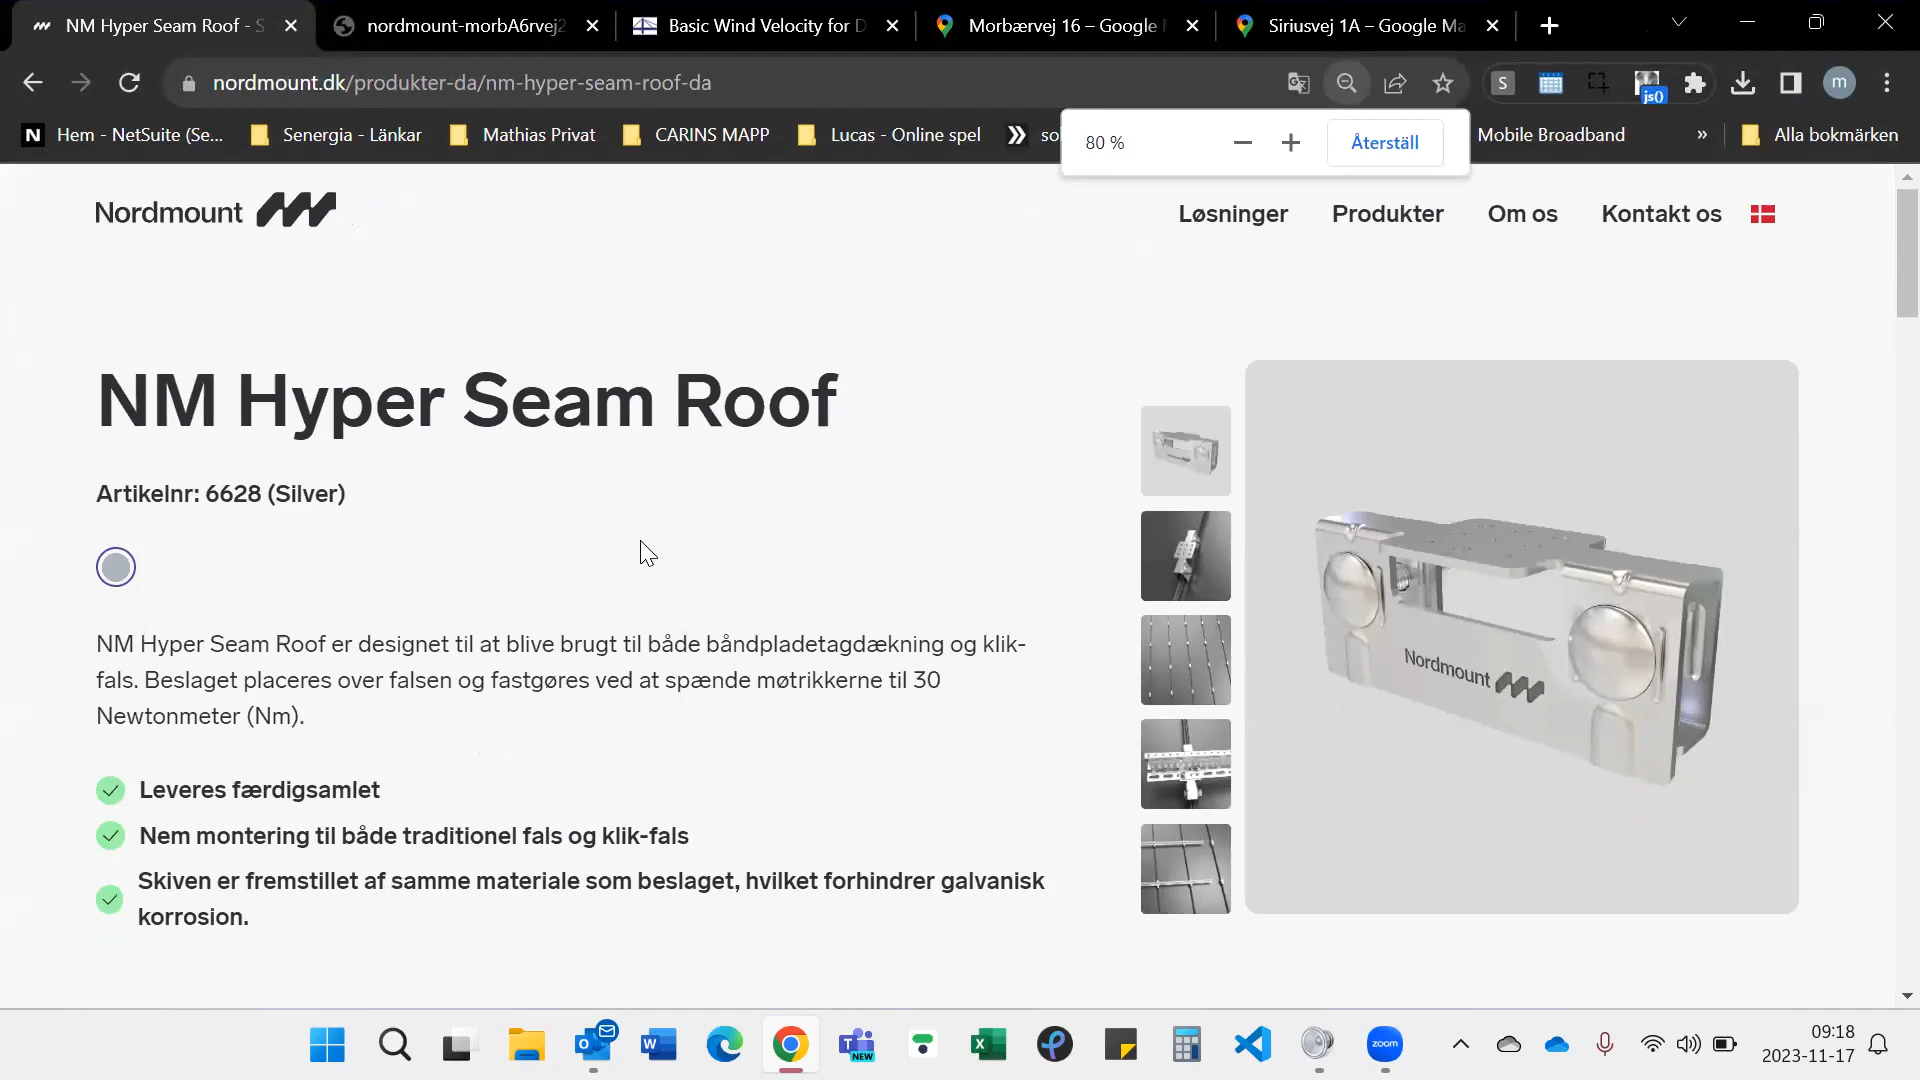 NM Hyper Seam Roof - S
nordmount-morbA6rvej2
Basic Wind Velocity for D
Morbærvej 16 – Google
Siriusvej 1A – Google Ma
nordmount.dk/produkter-da/nm-hyper-seam-roof-da
S
js()
m
N
Hem - NetSuite (Se...
Senergia - Länkar
Mathias Privat
CARINS MAPP
Lucas - Online spel
so
Mobile Broadband
»
Alla bokmärken
80 %
Återställ
Nordmount
Løsninger
Produkter
Om os
Kontakt os
NM Hyper Seam Roof
Artikelnr: 6628 (Silver)
NM Hyper Seam Roof er designet til at blive brugt til både båndpladetagdækning og klik-
fals. Beslaget placeres over falsen og fastgøres ved at spænde møtrikkerne til 30
Newtonmeter (Nm).
Leveres færdigsamlet
Nem montering til både traditionel fals og klik-fals
Skiven er fremstillet af samme materiale som beslaget, hvilket forhindrer galvanisk
korrosion.
Nordmount
NEW
zoom
09:18
2023-11-17